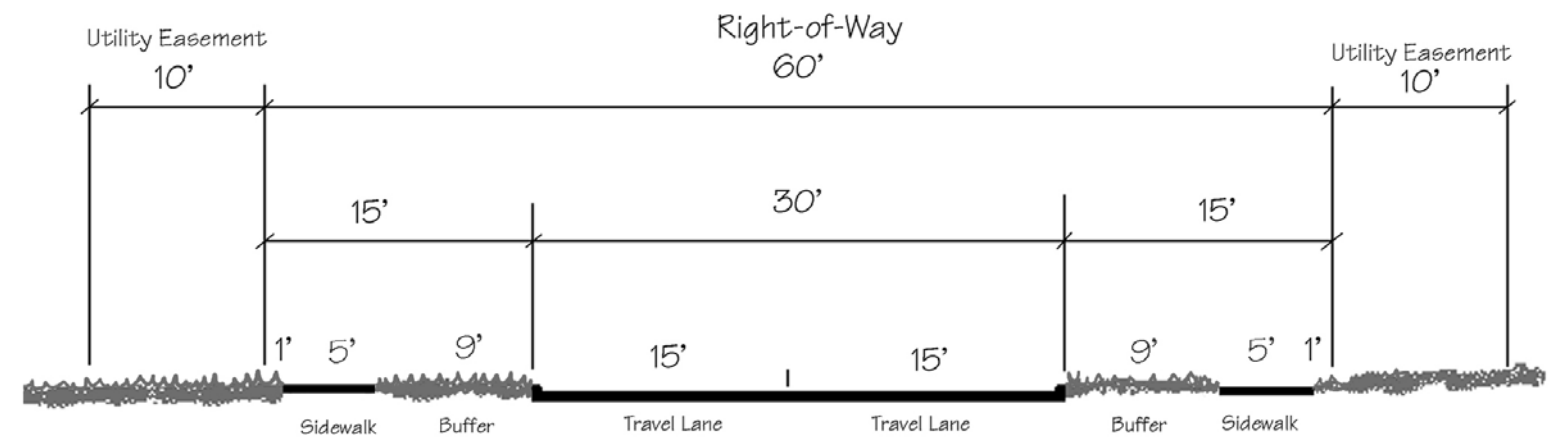 Right-of-Way
60'
Utility Easement
10'
Utility Easement
10'
15'
30'
15'
1'
5'
9'
15'
15'
9'
5'
1'
Sidewalk
Buffer
Travel Lane
Travel Lane
Buffer
Sidewalk